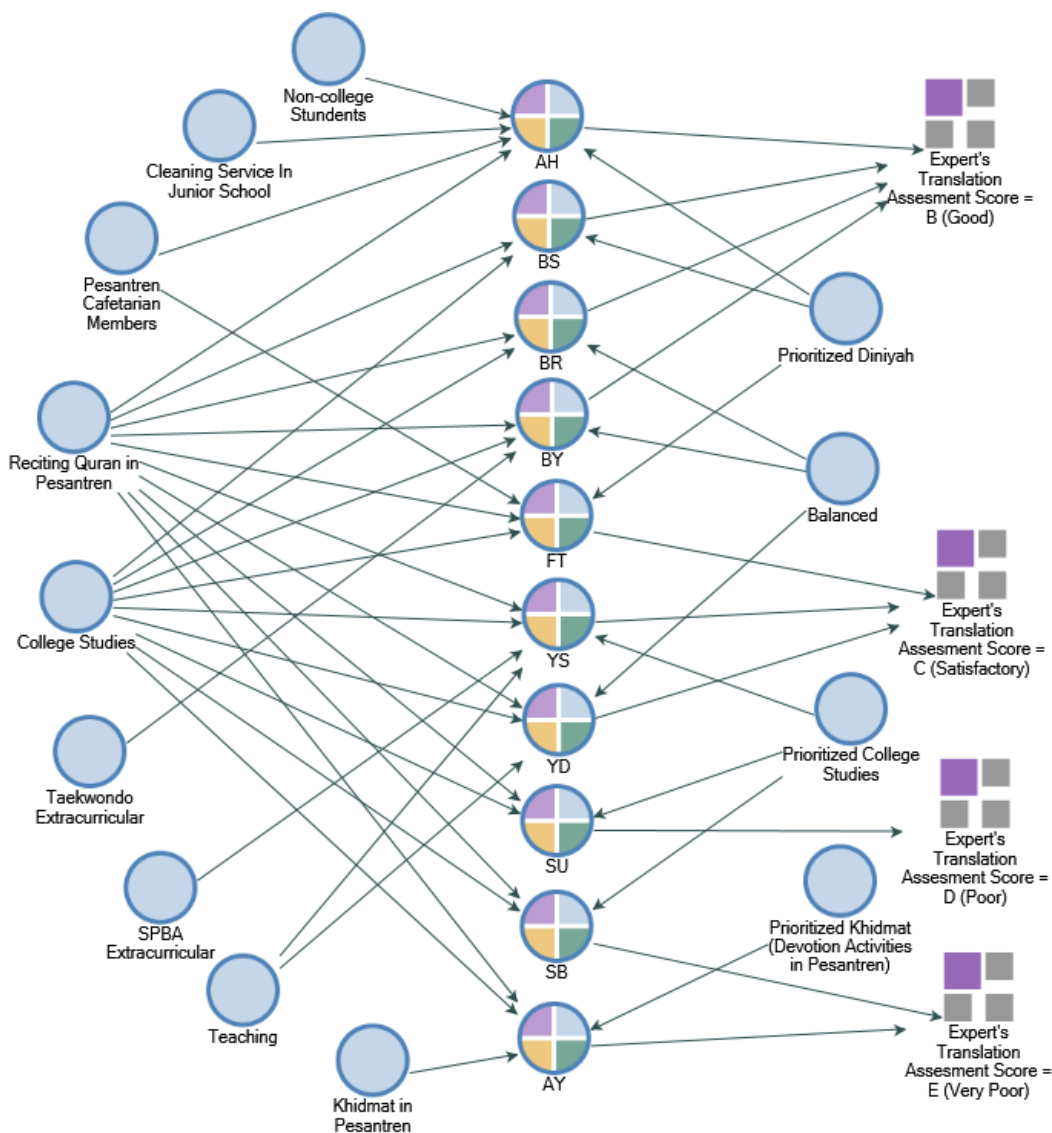 Non-college
Stundents
Cleaning Service In
Junior School
Pesantren
Cafetarian
Members
Reciting Quran in
Pesantren
College Studies
Taekwondo
Extracurricular
SPBA
Extracurricular
Teaching
Khidmat in
Pesantren
AH
BS
BR
BY
FT
YS
YD
SU
SB
AY
Expert's
Translation
Assesment Score =
B (Good)
Prioritized Diniyah
Balanced
Expert's
Translation
Assesment Score =
C (Satisfactory)
Prioritized College
Studies
Expert's
Translation
Assesment Score =
D (Poor)
Prioritized Khidmat
(Devotion Activities
in Pesantren)
Expert's
Translation
Assesment Score =
E (Very Poor)